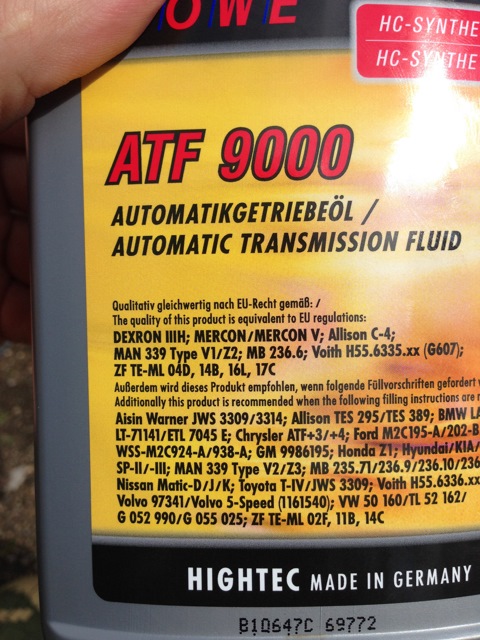 OWE
HC-SYNTHE
HC-SYNTHE
ATF 9000
AUTOMATIKGETRIEBEÖL /
AUTOMATIC TRANSMISSION FLUID
Qualitativ gleichwertig nach EU-Recht gemäß: /
The quality of this product is equivalent to EU regulations:
DEXRON IIIH; MERCON/MERCON V; Allison C-4;
MAN 339 Type V1/Z2; MB 236.6; Voith H55.6335.xx (G607);
ZF TE-ML 04D, 14B, 16L, 17C
Außerdem wird dieses Produkt empfohlen, wenn folgende Füllvorschriften gefordert
Additionally this product is recommended when the following filling instructions are
Aisin Warner JWS 3309/3314; Allison TES 295/TES 389; BMW LA
LT-71141/ETL 7045 E; Chrysler ATF+3/+4; Ford M2C195-A/202-B
WSS-M2C924-A/938-A; GM 9986195; Honda Z1; Hyundai/KIA/
SP-II/-III; MAN 339 Type V2/Z3; MB 235.71/236.9/236.10/236
Nissan Matic-D/J/K; Toyota T-IV/JWS 3309; Voith H55.6336.xx
Volvo 97341/Volvo 5-Speed (1161540); VW 50 160/TL 52 162/
G 052 990/G 055 025; ZF TE-ML 02F, 11B, 14C
HIGHTEC MADE IN GERMANY
B10647C 69772